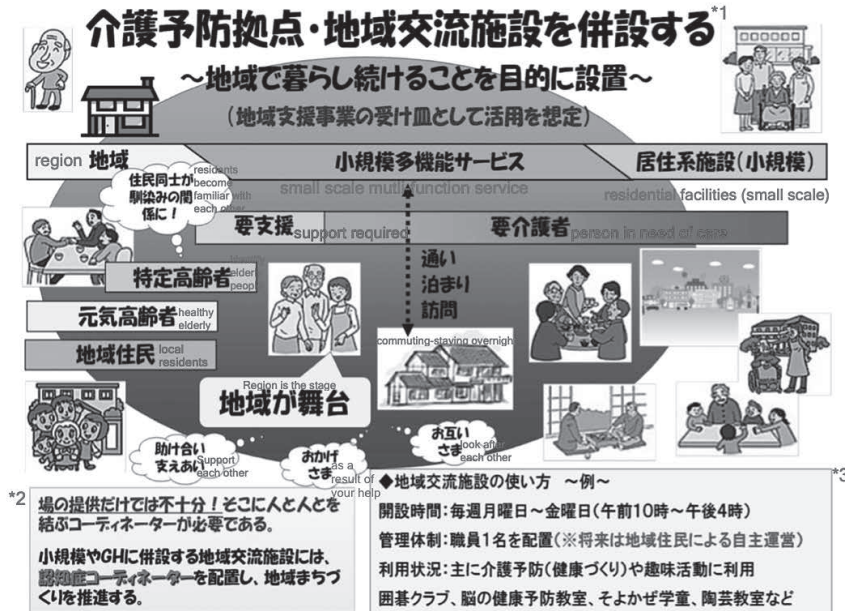 介護予防拠点・地域交流施設を併設する*1
～地域で暮らし続けることを目的に設置～
（地域支援事業の受け皿として活用を想定）
region 地域
小規模多機能サービス
居住系施設（小規模）
small scale mutli function service
residential facilities (small scale)
住民同士が
馴染みの関
係に！
residents
become
familiar with
each other
要支援 support required
要介護者 person in need of care
特定高齢者
elderl
peopl
元気高齢者
healthy
elderly
地域住民
local
residents
通い
泊まり
訪問
commuting-staying overnigh
Region is the stage
地域が舞台
助け合い
支えあい
Support
each other
おかげ
さま
as a
result of
your help
お互い
さま
look after
each other
*2
場の提供だけでは不十分！そこに人と人とを
結ぶコーディネーターが必要である。
小規模やGHに併設する地域交流施設には、
認知症コーディネーターを配置し、地域まちづ
くりを推進する。
*3
◆地域交流施設の使い方 ～例～
開設時間：毎週月曜日～金曜日（午前10時～午後4時）
管理体制：職員1名を配置（※将来は地域住民による自主運営）
利用状況：主に介護予防（健康づくり）や趣味活動に利用
囲碁クラブ、脳の健康予防教室、そよかぜ学童、陶芸教室など